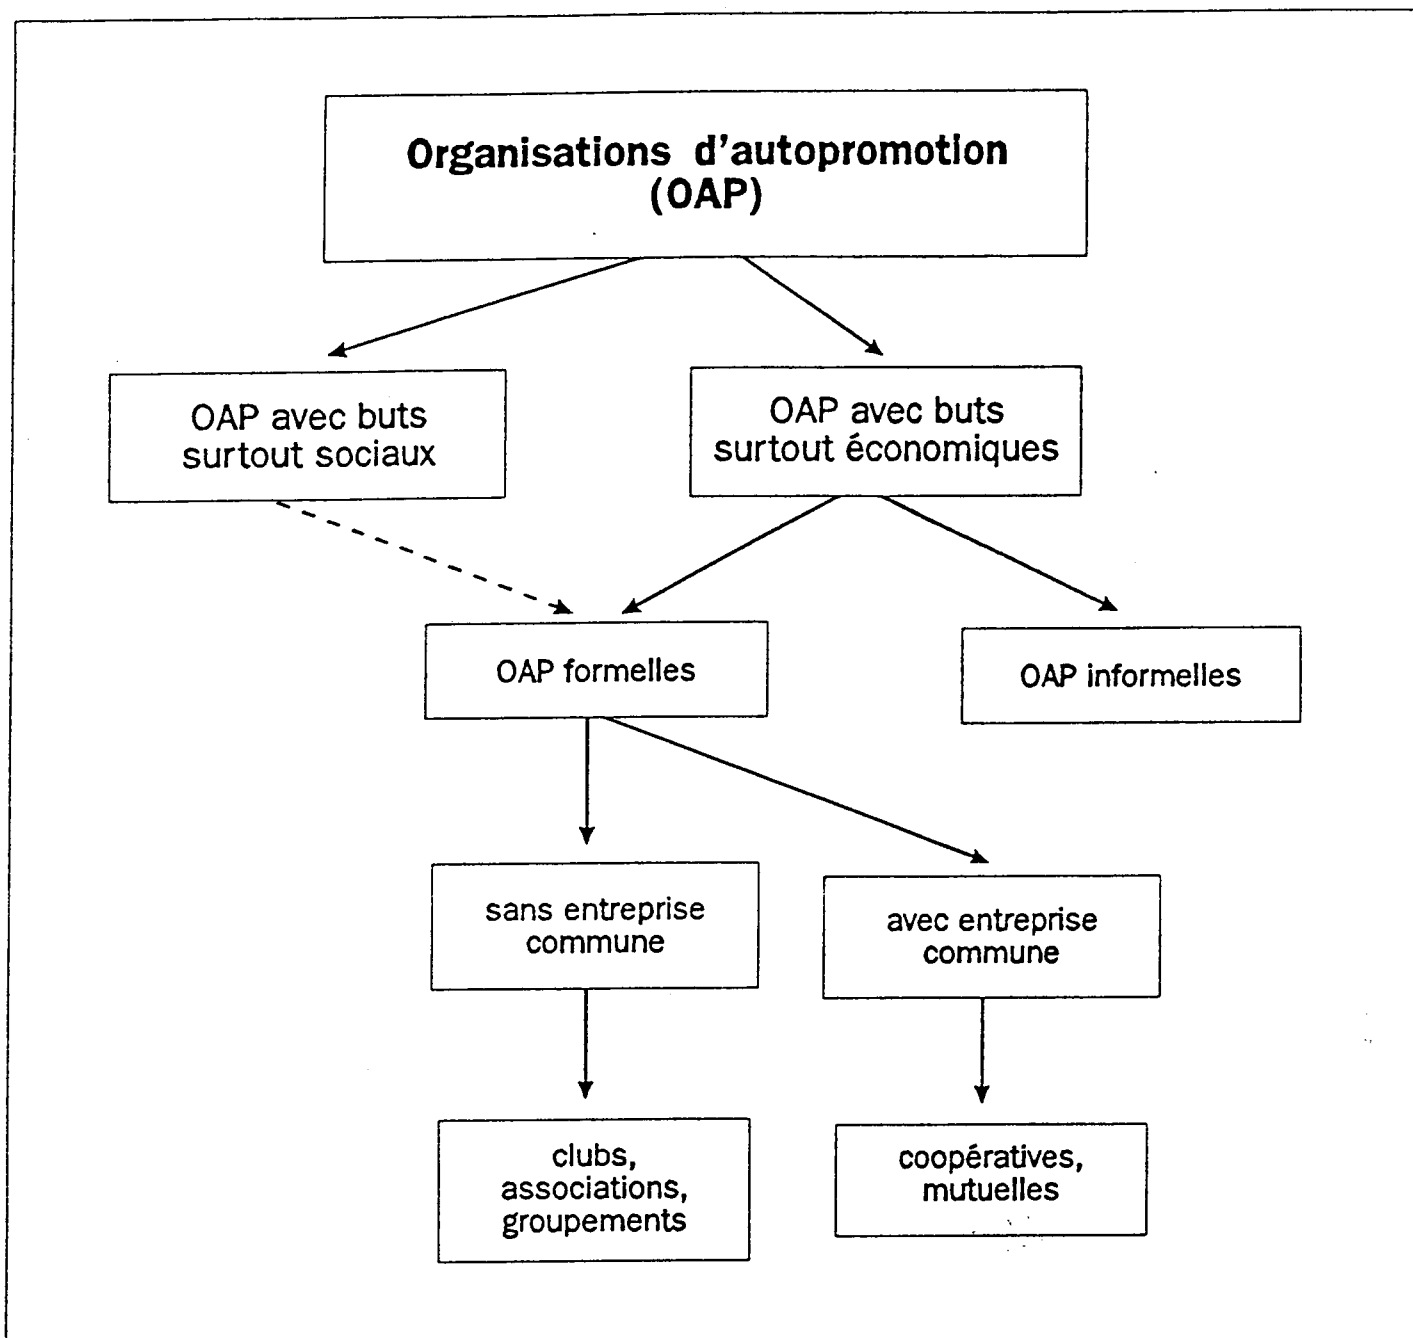 Organisations d'autopromotion
(OAP)
OAP avec buts
surtout sociaux
OAP avec buts
surtout économiques
OAP formelles
OAP informelles
sans entreprise
commune
avec entreprise
commune
clubs,
associations,
groupements
coopératives,
mutuelles